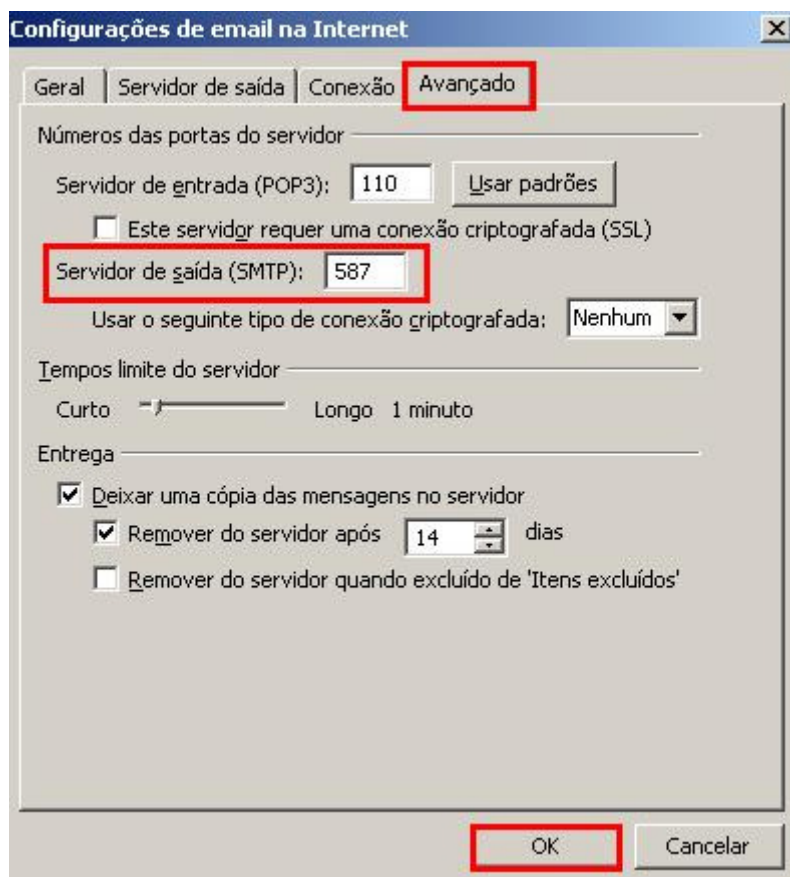 Configurações de email na Internet
Geral Servidor de saída Conexão Avançado
Números das portas do servidor
Servidor de entrada (POP3): 110 Usar padrões
Este servidor requer uma conexão criptografada (SSL)
Servidor de saída (SMTP): 587
Usar o seguinte tipo de conexão criptografada: Nenhum
Tempos limite do servidor
Curto Longo 1 minuto
Entrega
Deixar uma cópia das mensagens no servidor
Remover do servidor após 14 dias
Remover do servidor quando excluído de 'Itens excluídos'
OK Cancelar